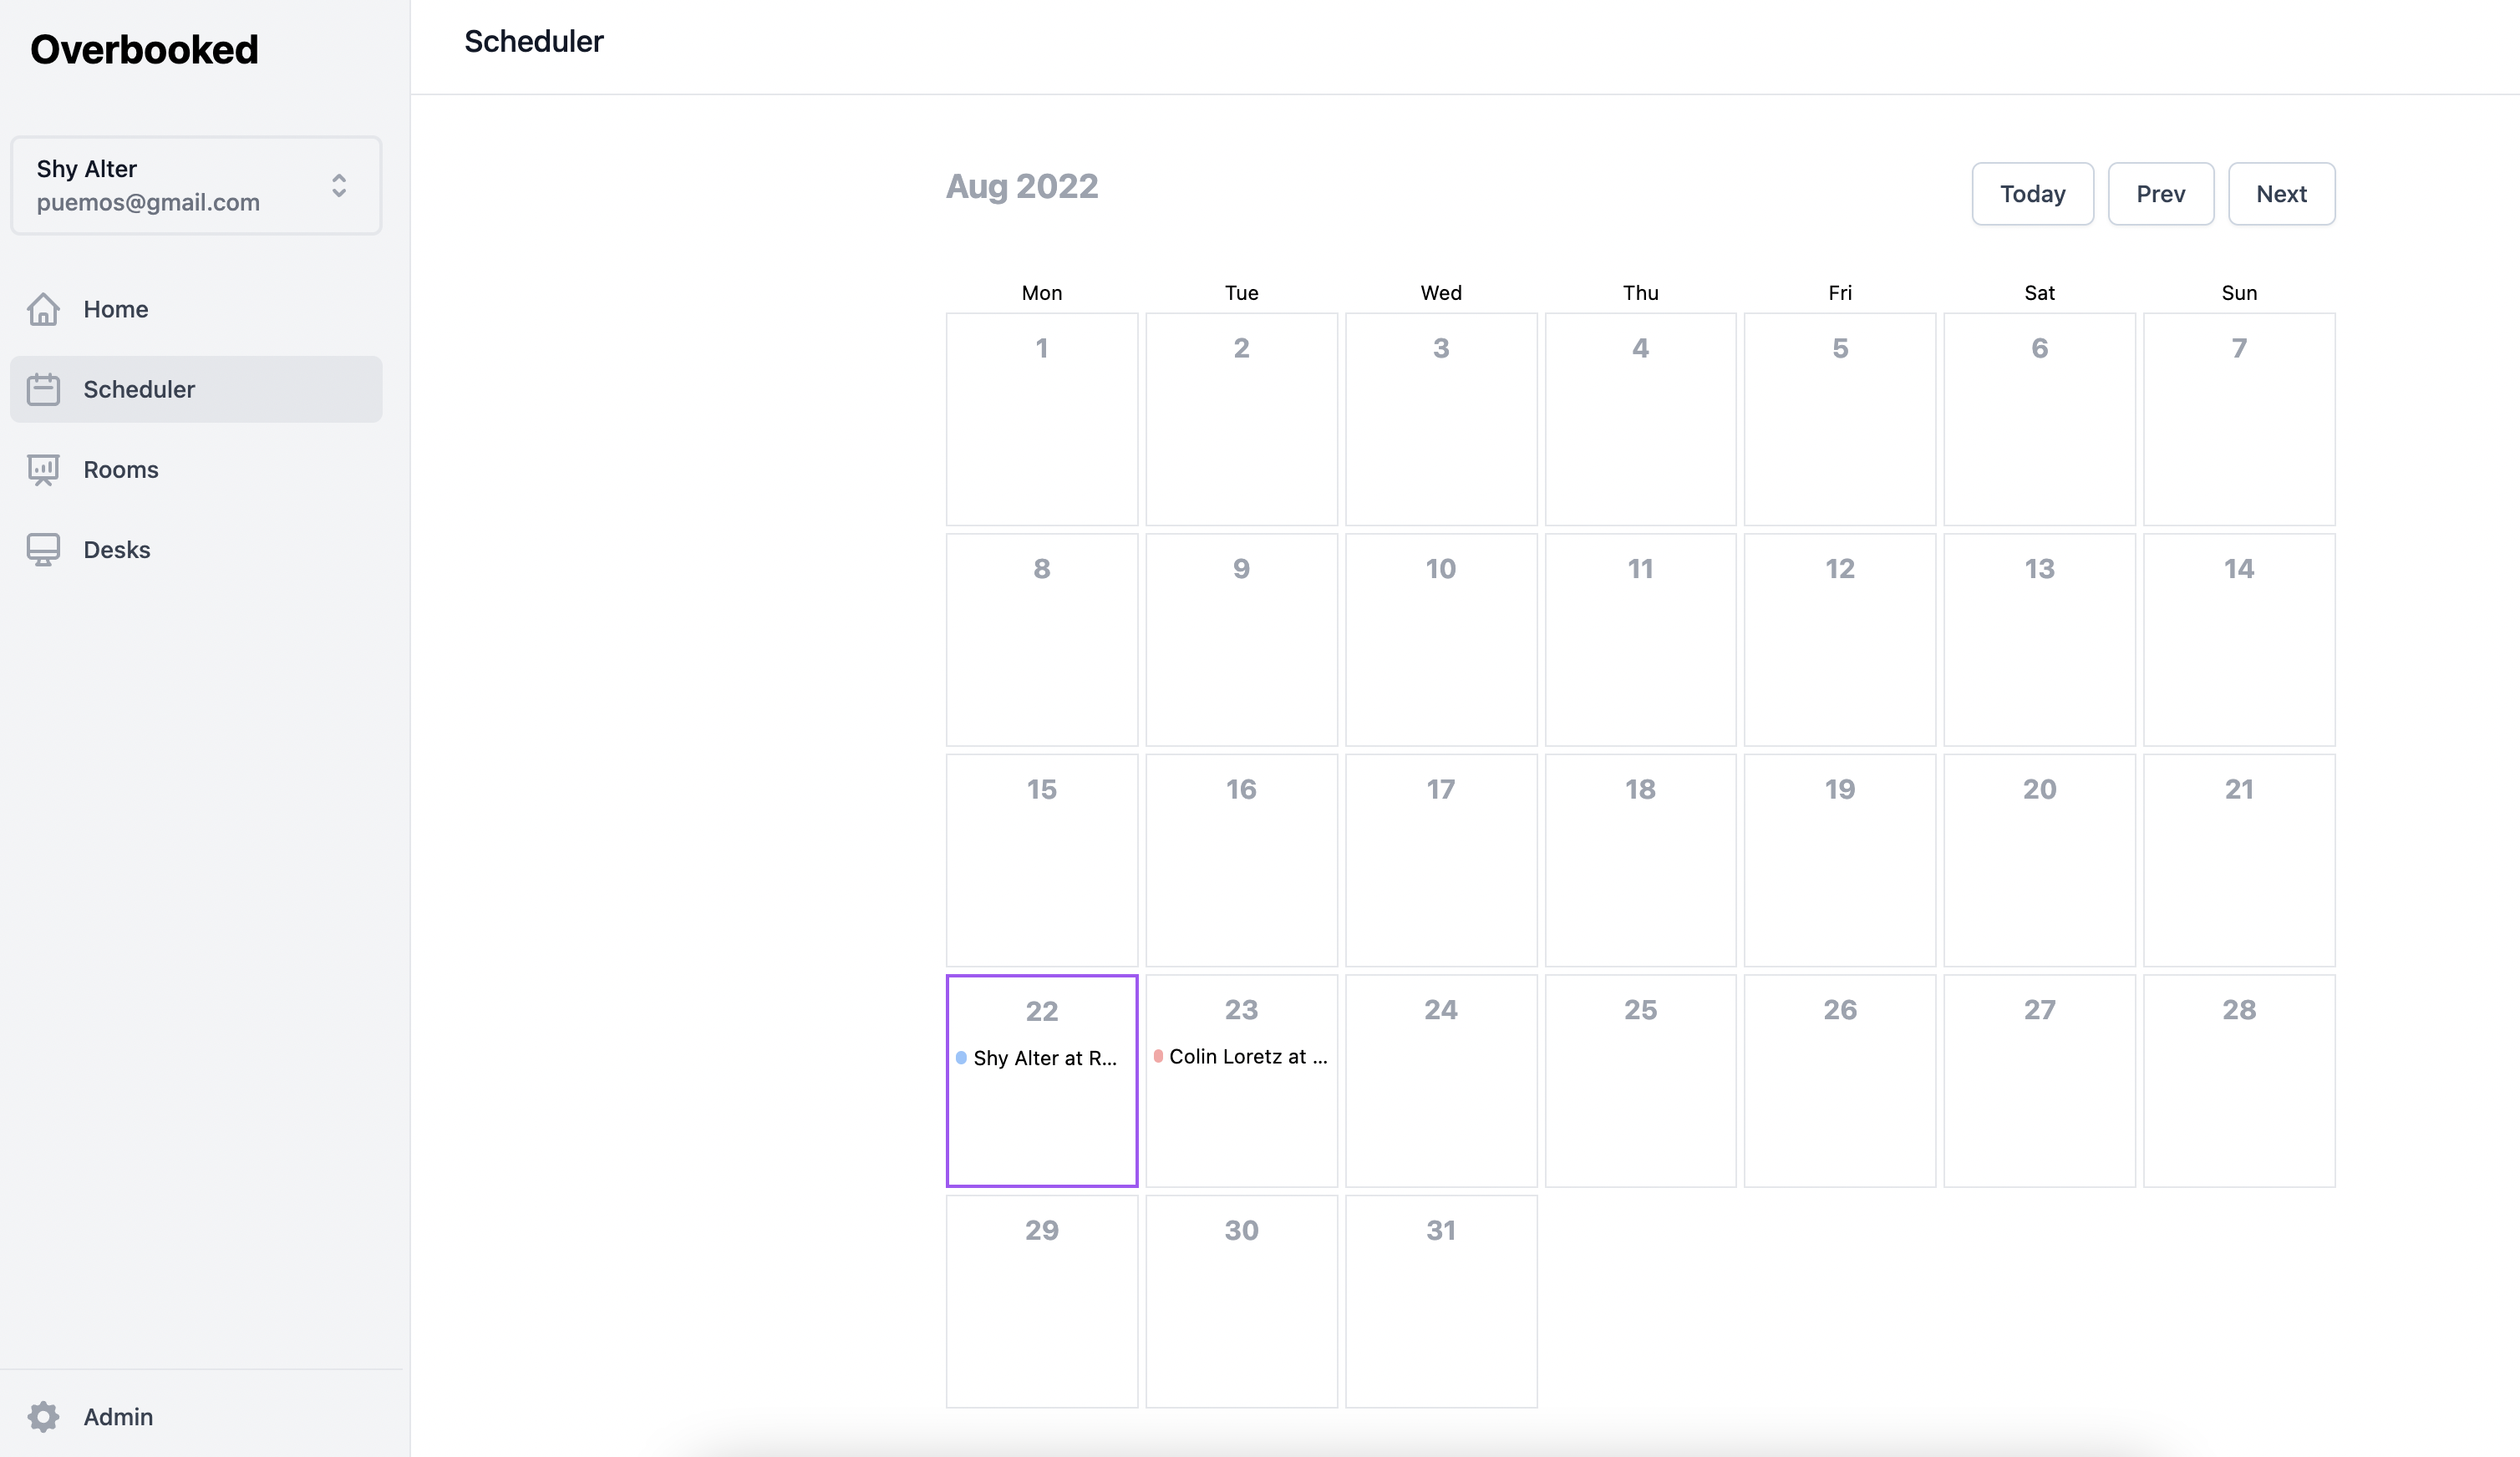 Overbooked
Scheduler
Shy Alter
puemos@gmail.com
Home
Scheduler
Rooms
Desks
Admin
Aug 2022
Today Prev Next
Mon Tue Wed Thu Fri Sat Sun
1 2 3 4 5 6 7
8 9 10 11 12 13 14
15 16 17 18 19 20 21
22 23 24 25 26 27 28
Shy Alter at R... Colin Loretz at ...
29 30 31